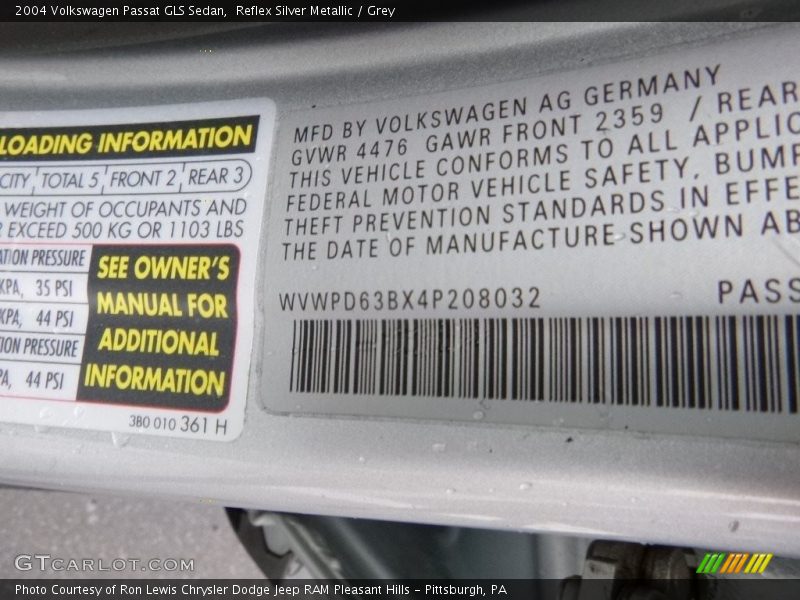 2004 Volkswagen Passat GLS Sedan,  Reflex Silver Metallic / Grey
LOADING INFORMATION
CITY TOTAL 5 FRONT 2 REAR 3
WEIGHT OF OCCUPANTS AND
EXCEED 500 KG OR 1103 LBS
PRESSURE
KPA, 35 PSI
KPA, 44 PSI
PRESSURE
44 PSI
SEE OWNER'S
MANUAL FOR
ADDITIONAL
INFORMATION
3B0 010 361 H
MFD BY VOLKSWAGEN AG GERMANY
GVWR 4476 GAWR FRONT 2359 / REAR
THIS VEHICLE CONFORMS TO ALL APPLIC
FEDERAL MOTOR VEHICLE SAFETY, BUMP
THEFT PREVENTION STANDARDS IN EFFE
THE DATE OF MANUFACTURE SHOWN AB
WVWPD63BX4P208032
PASS
GTCARLOT.COM
Photo Courtesy of Ron Lewis Chrysler Dodge Jeep RAM Pleasant Hills - Pittsburgh, PA